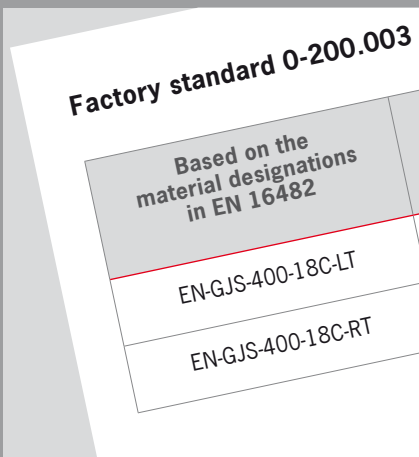 Factory standard 0-200.003
Based on the
material designations
in EN 16482
EN-GJS-400-18C-LT
EN-GJS-400-18C-RT